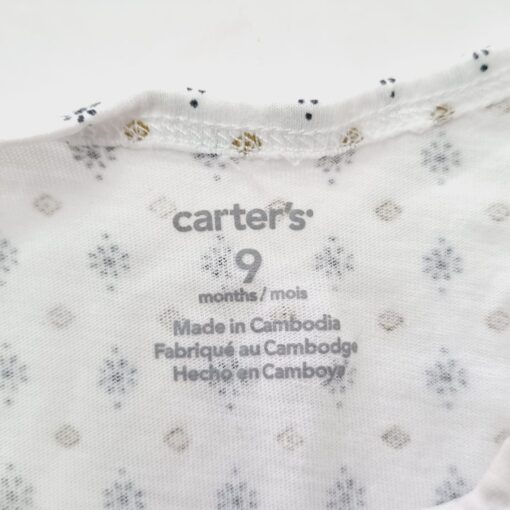 carter's
9
months / mois
Made in Cambodia
Fabriqué au Cambodge
Hecho en Camboya